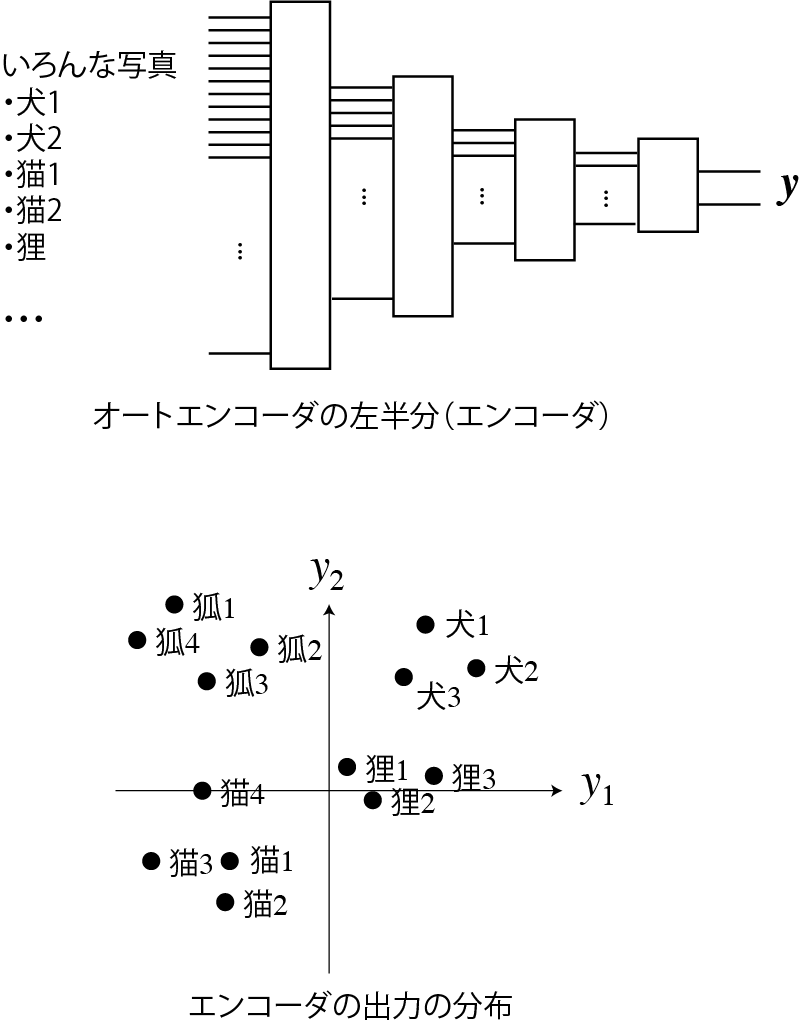 いろんな写真
・犬1
・犬2
・猫1
・猫2
・狸
…
y
オートエンコーダの左半分(エンコーダ)
y2
狐1
狐4
狐2
狐3
犬1
犬2
犬3
狸1
狸3
狸2
猫4
y1
猫3
猫1
猫2
エンコーダの出力の分布